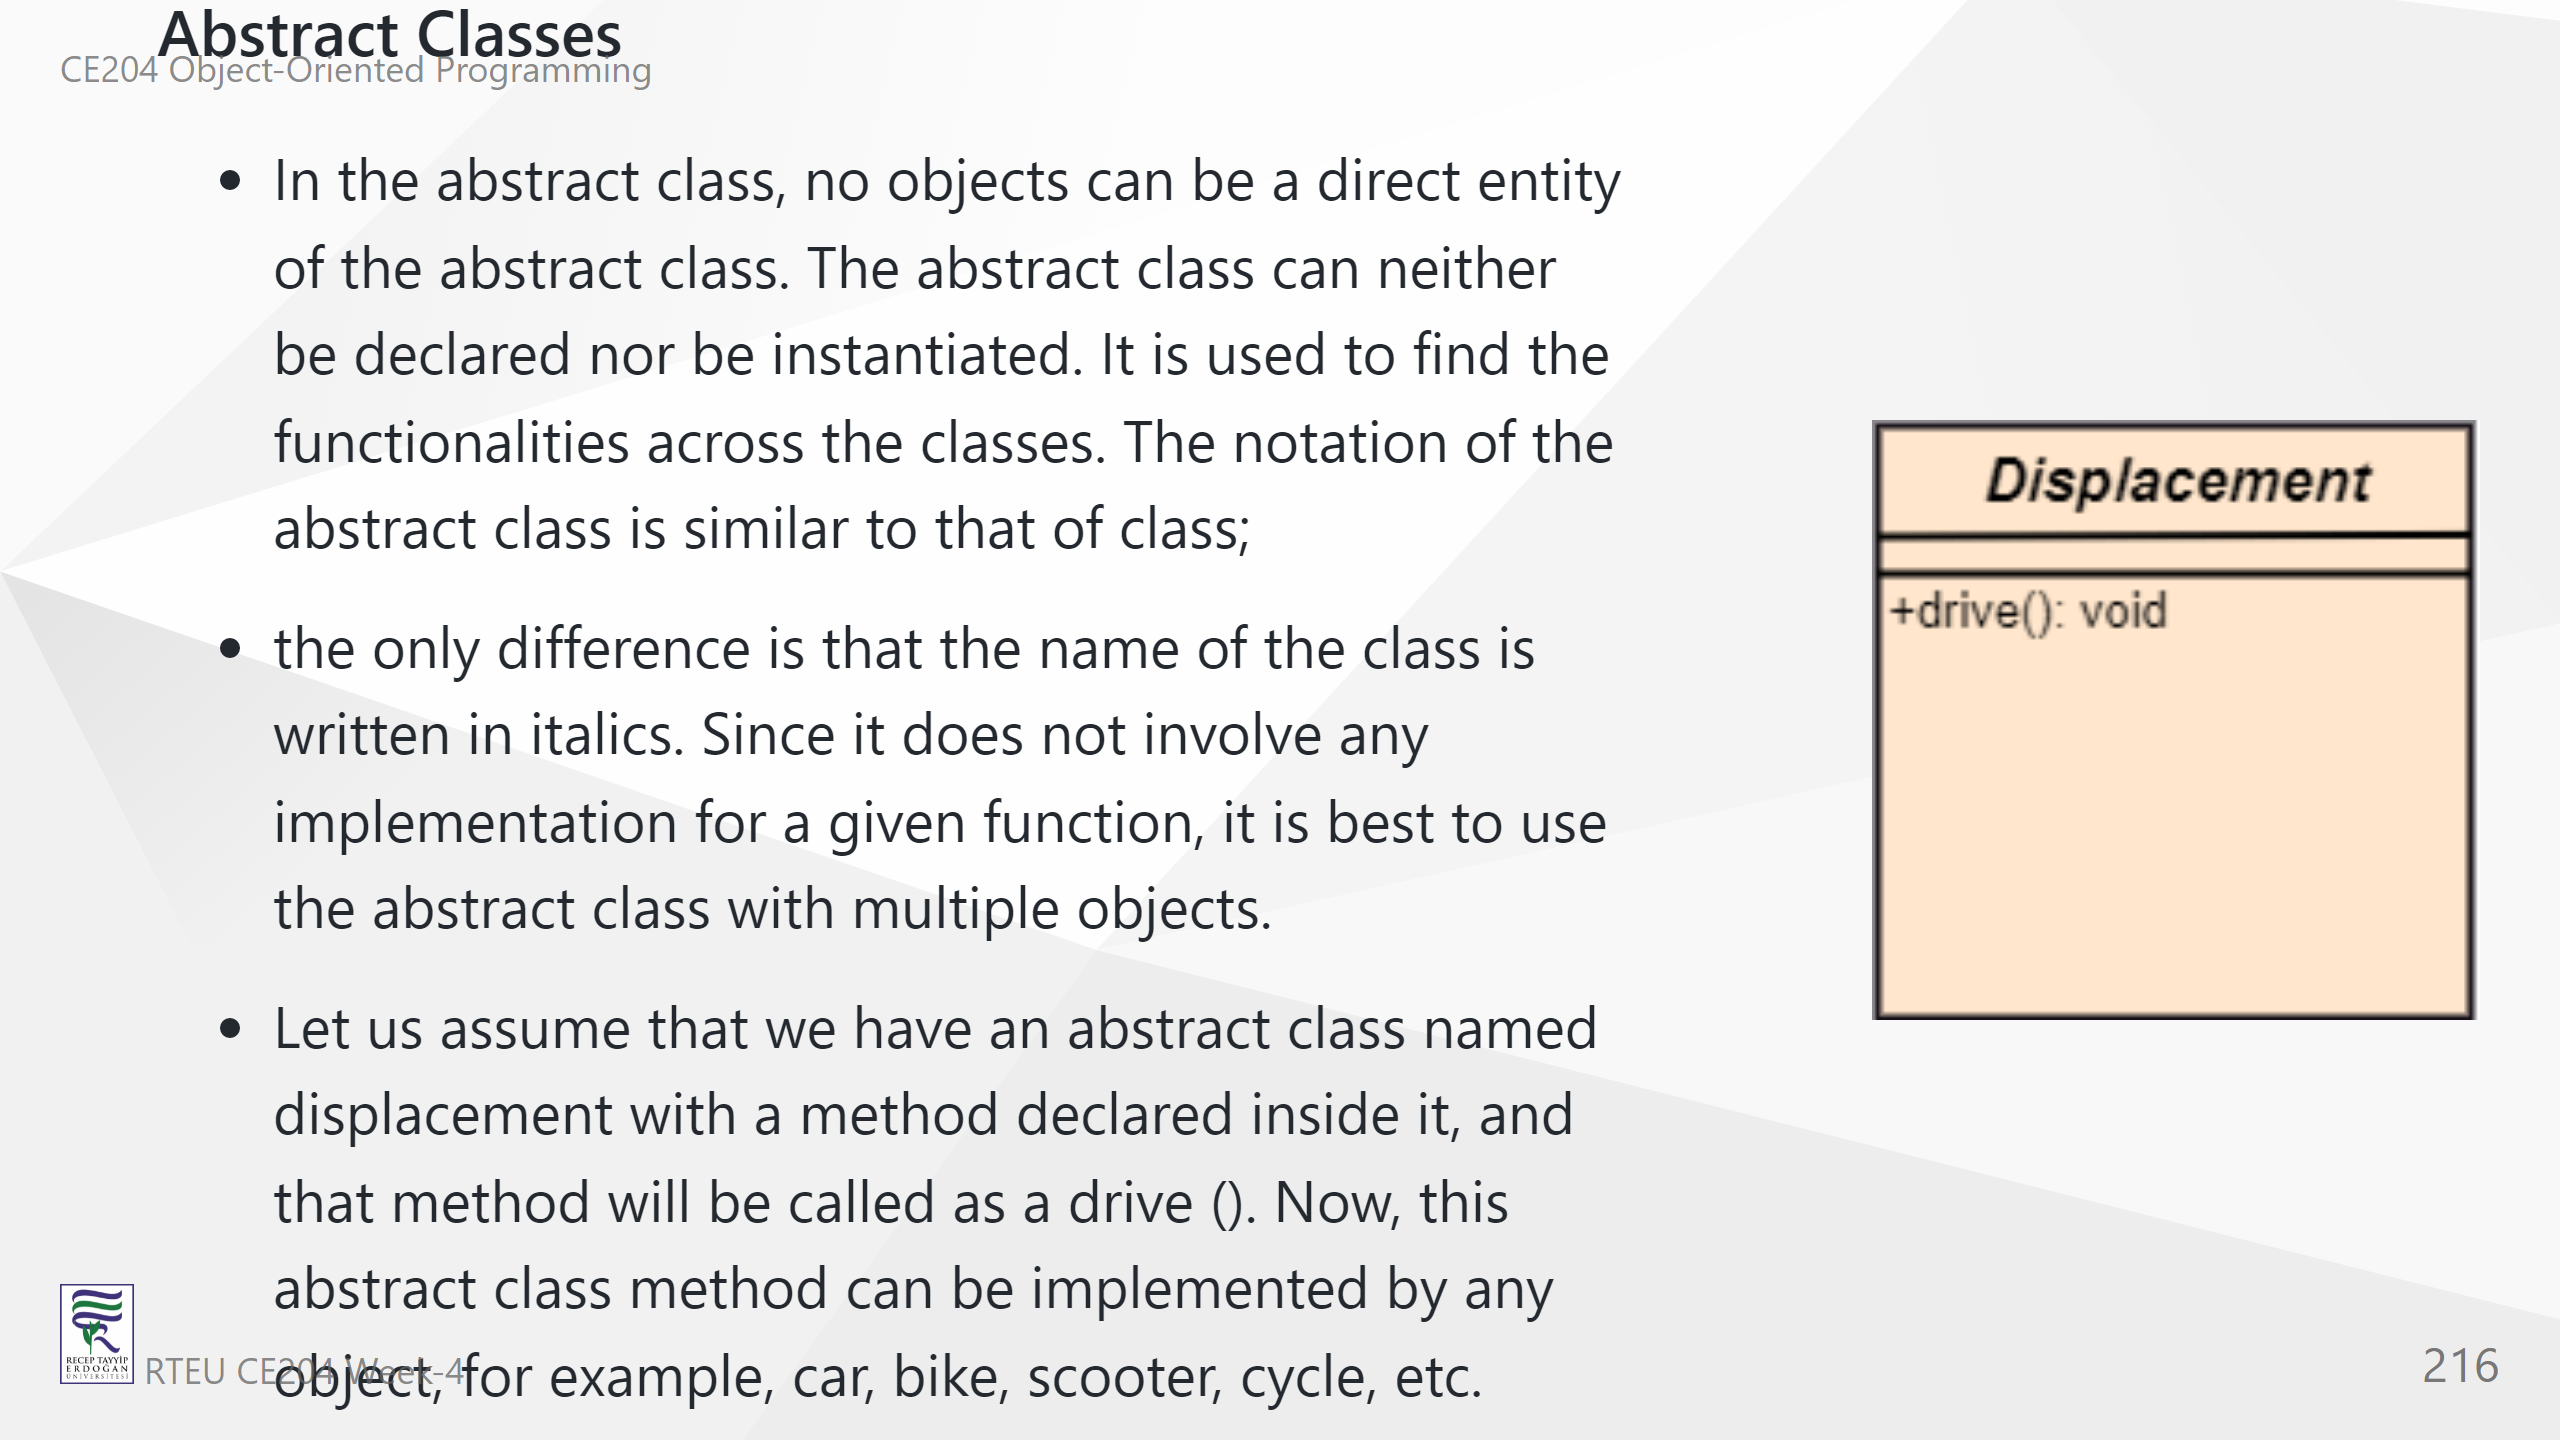 Abstract Classes
CE204 Object-Oriented Programming
• In the abstract class, no objects can be a direct entity
of the abstract class. The abstract class can neither
be declared nor be instantiated. It is used to find the
functionalities across the classes. The notation of the
abstract class is similar to that of class;
• the only difference is that the name of the class is
written in italics. Since it does not involve any
implementation for a given function, it is best to use
the abstract class with multiple objects.
• Let us assume that we have an abstract class named
displacement with a method declared inside it, and
that method will be called as a drive (). Now, this
abstract class method can be implemented by any
object, for example, car, bike, scooter, cycle, etc.
Displacement
+drive(): void
RECEP TAYYİP
ERDOĞAN
ÜNİVERSİTESİ
RTEU CE204 Week-4
216